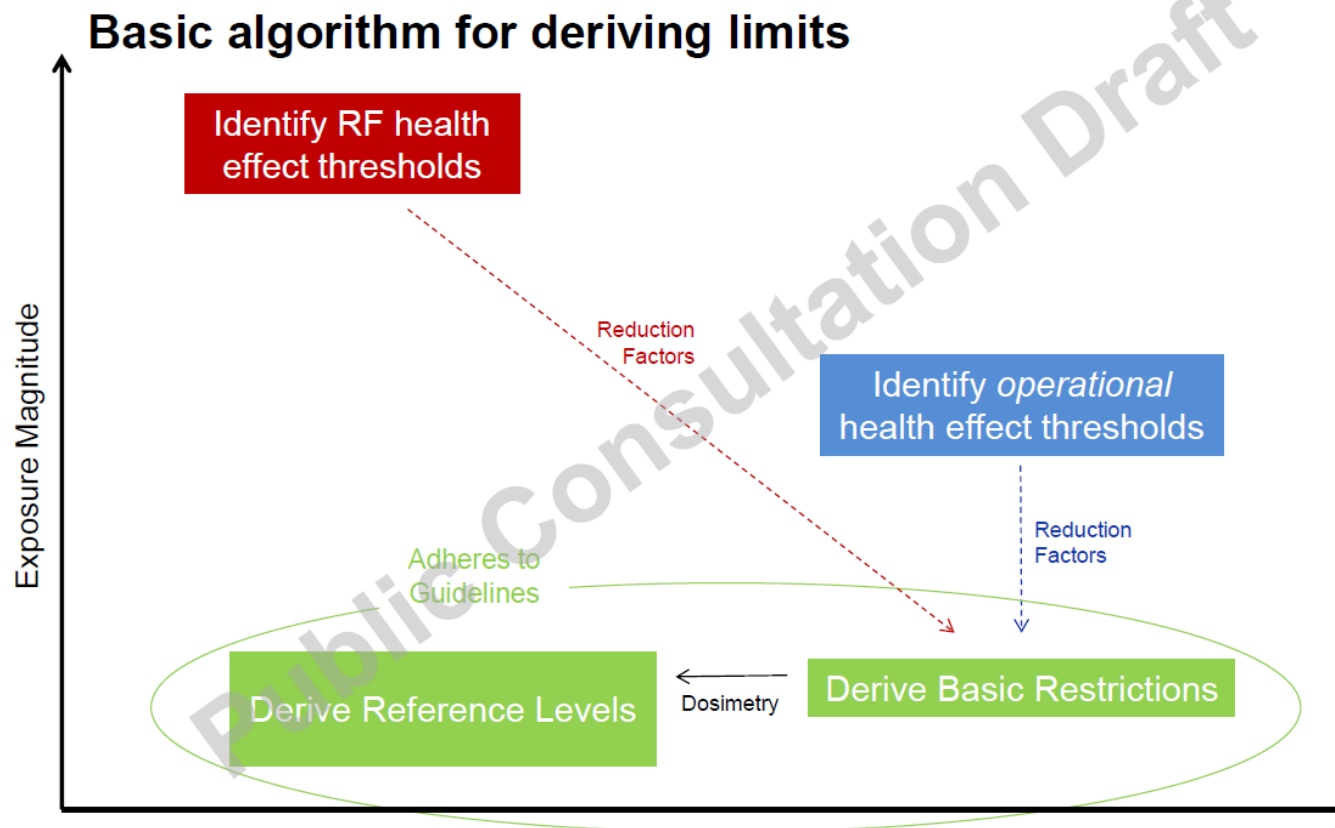 Basic algorithm for deriving limits
Identify RF health
effect thresholds
Reduction
Factors
Identify operational
health effect thresholds
Reduction
Factors
Exposure Magnitude
Adheres to
Guidelines
Derive Reference Levels
Dosimetry
Derive Basic Restrictions
Public Consultation Draft